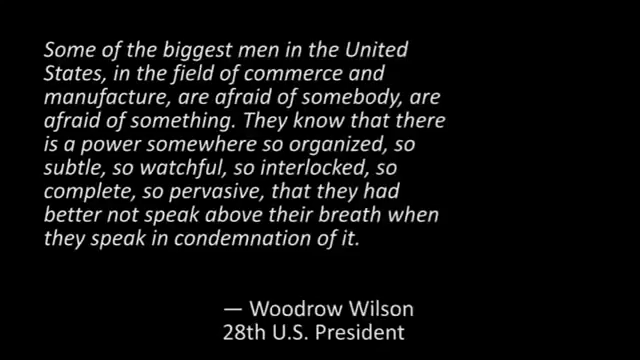 Some of the biggest men in the United
States, in the field of commerce and
manufacture, are afraid of somebody, are
afraid of something. They know that there
is a power somewhere so organized, so
subtle, so watchful, so interlocked, so
complete, so pervasive, that they had
better not speak above their breath when
they speak in condemnation of it.
— Woodrow Wilson
28th U.S. President